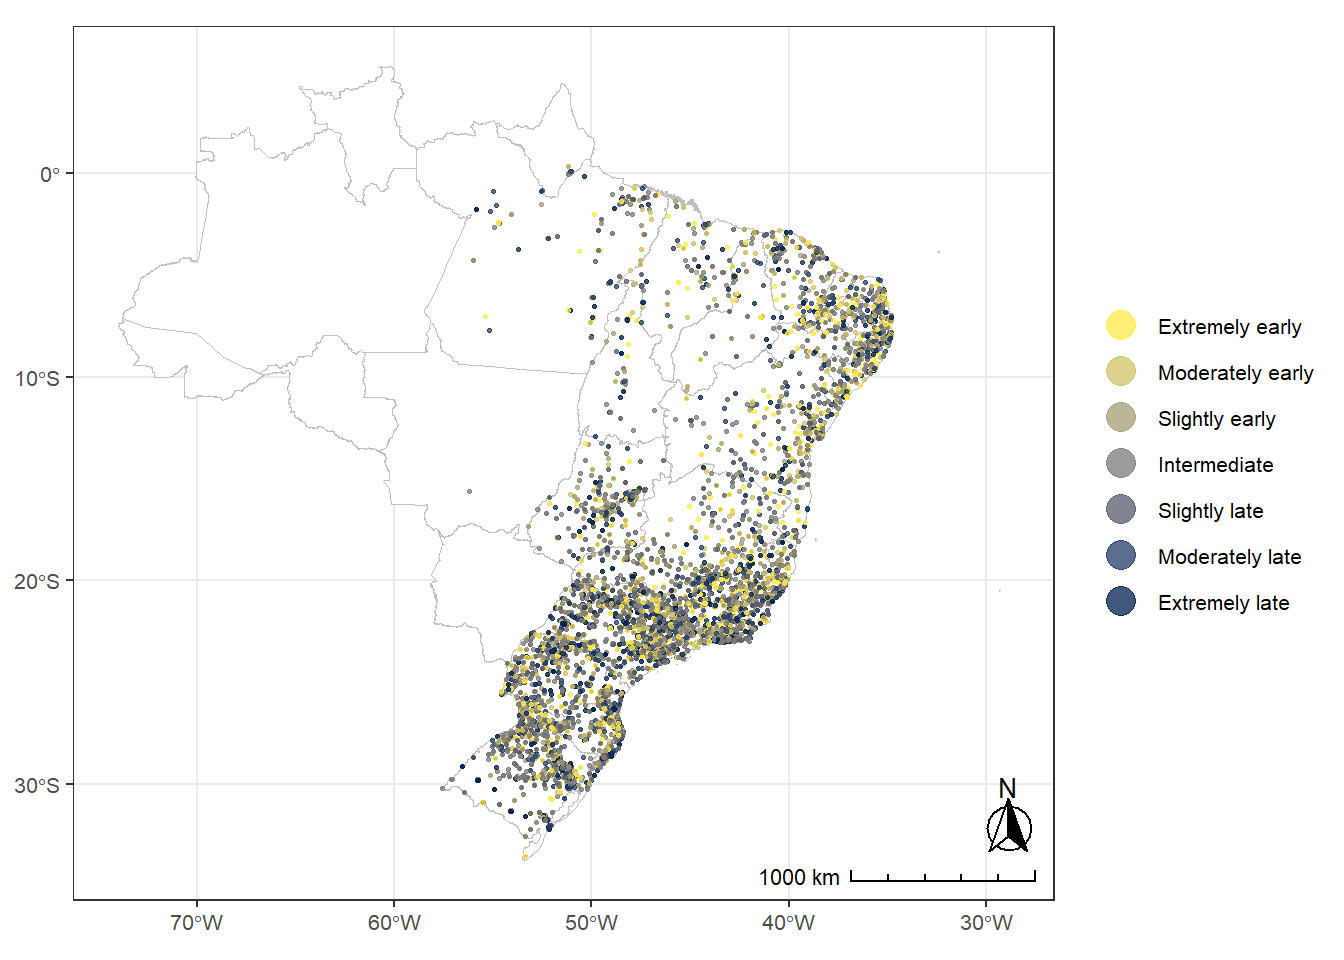 0°
10°S
20°S
30°S
70°W
60°W
50°W
40°W
30°W
N
1000 km
Extremely early
Moderately early
Slightly early
Intermediate
Slightly late
Moderately late
Extremely late